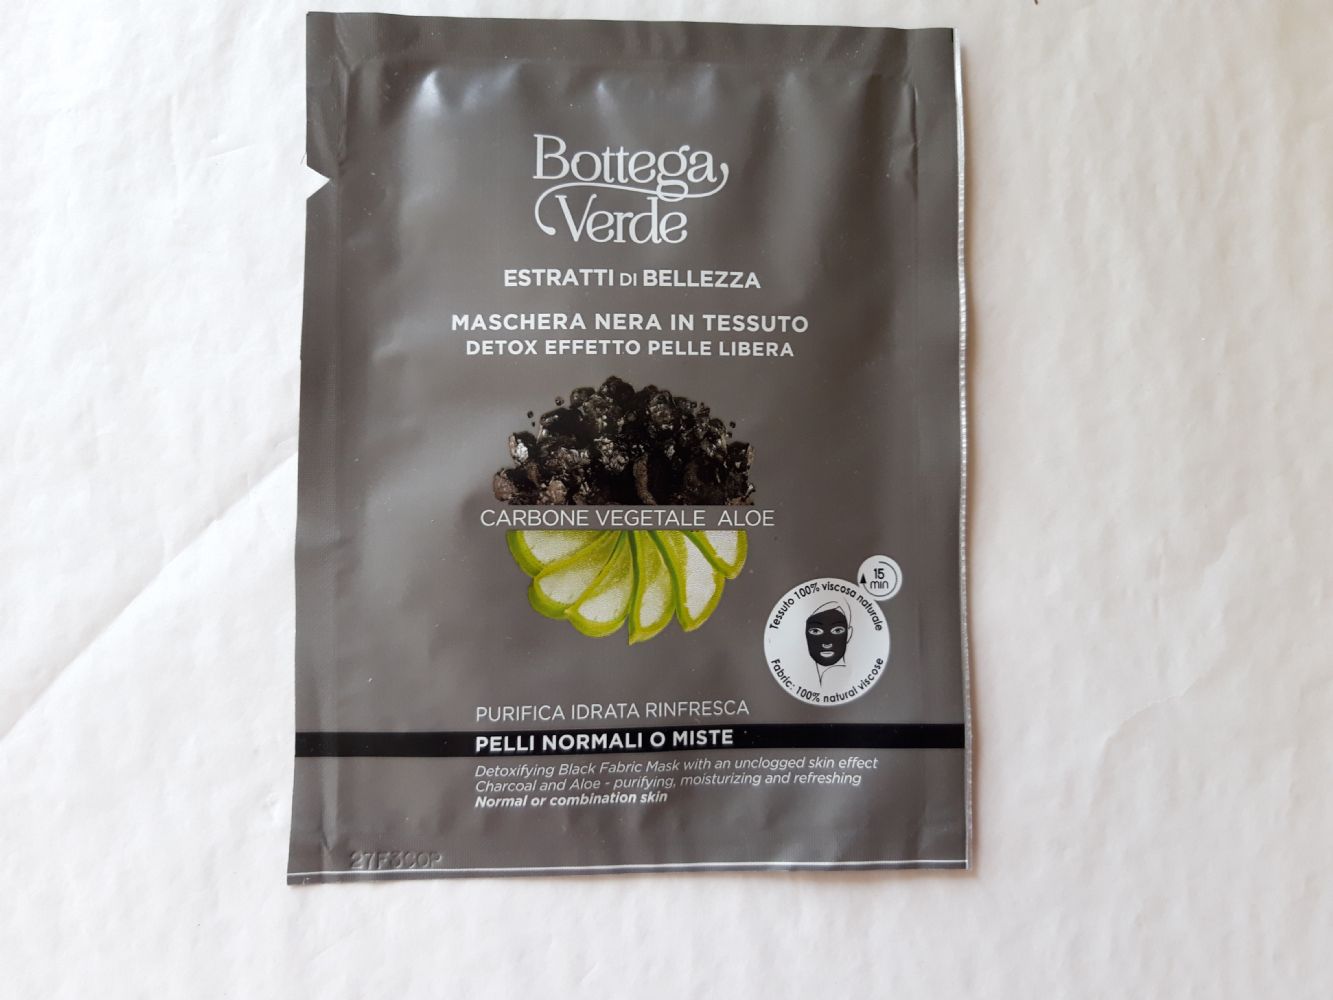 Bottega
Verde
ESTRATTI DI BELLEZZA
MASCHERA NERA IN TESSUTO
DETOX EFFETTO PELLE LIBERA
CARBONE VEGETALE ALOE
15
min
Tessuto 100% viscosa naturale
Fabric: 100% natural viscose
PURIFICA IDRATA RINFRESCA
PELLI NORMALI O MISTE
Detoxifying Black Fabric Mask with an unclogged skin effect
Charcoal and Aloe - purifying, moisturizing and refreshing
Normal or combination skin